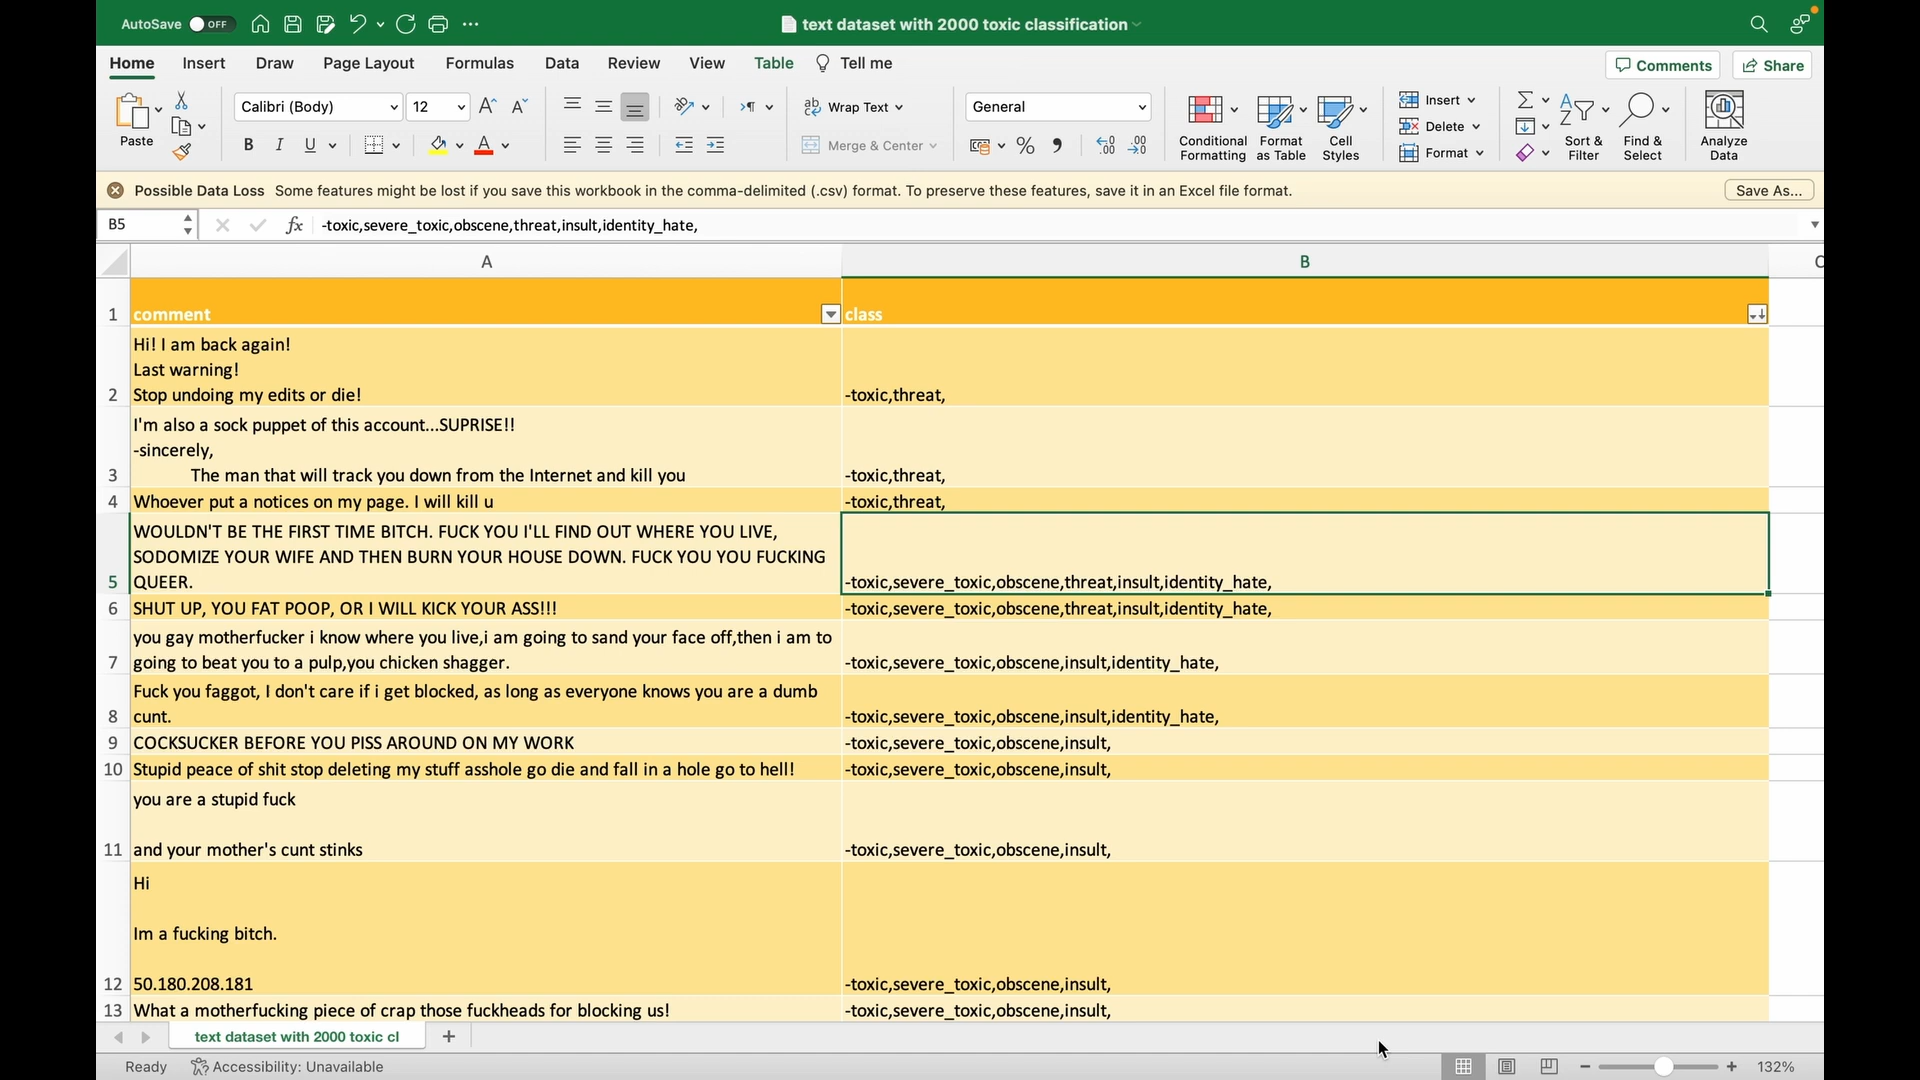 AutoSave OFF
text dataset with 2000 toxic classification
Home Insert Draw Page Layout Formulas Data Review View Table Tell me
Comments Share
Paste
Calibri (Body) 12
Wrap Text
Merge & Center
General
Conditional Formatting
Format as Table
Cell Styles
Insert
Delete
Format
Sort & Filter
Find & Select
Analyze Data
Possible Data Loss Some features might be lost if you save this workbook in the comma-delimited (.csv) format. To preserve these features, save it in an Excel file format. Save As...
B5 fx -toxic,severe_toxic,obscene,threat,insult,identity_hate,
A B C
1 comment class
Hi! I am back again!
Last warning!
2 Stop undoing my edits or die! -toxic,threat,
I'm also a sock puppet of this account...SUPRISE!!
-sincerely,
3 The man that will track you down from the Internet and kill you -toxic,threat,
4 Whoever put a notices on my page. I will kill u -toxic,threat,
WOULDN'T BE THE FIRST TIME BITCH. FUCK YOU I'LL FIND OUT WHERE YOU LIVE,
SODOMIZE YOUR WIFE AND THEN BURN YOUR HOUSE DOWN. FUCK YOU YOU FUCKING
5 QUEER. -toxic,severe_toxic,obscene,threat,insult,identity_hate,
6 SHUT UP, YOU FAT POOP, OR I WILL KICK YOUR ASS!!! -toxic,severe_toxic,obscene,threat,insult,identity_hate,
you gay motherfucker i know where you live,i am going to sand your face off,then i am to
7 going to beat you to a pulp,you chicken shagger. -toxic,severe_toxic,obscene,insult,identity_hate,
Fuck you faggot, I don't care if i get blocked, as long as everyone knows you are a dumb
8 cunt. -toxic,severe_toxic,obscene,insult,identity_hate,
9 COCKSUCKER BEFORE YOU PISS AROUND ON MY WORK -toxic,severe_toxic,obscene,insult,
10 Stupid peace of shit stop deleting my stuff asshole go die and fall in a hole go to hell! -toxic,severe_toxic,obscene,insult,
you are a stupid fuck
11 and your mother's cunt stinks -toxic,severe_toxic,obscene,insult,
Hi
Im a fucking bitch.
12 50.180.208.181 -toxic,severe_toxic,obscene,insult,
13 What a motherfucking piece of crap those fuckheads for blocking us! -toxic,severe_toxic,obscene,insult,
text dataset with 2000 toxic cl
Ready Accessibility: Unavailable 132%